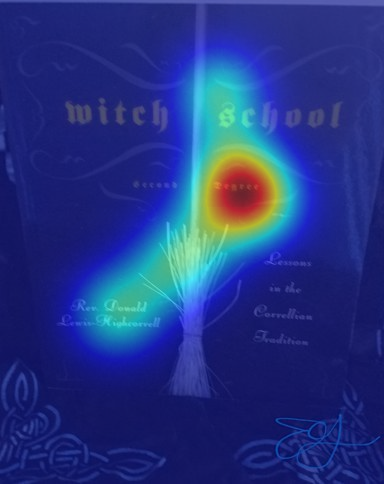 witch school
Second Degree
Lessons
in the
Correllian
Tradition
Rev. Donald
Lewis-Highcorrell